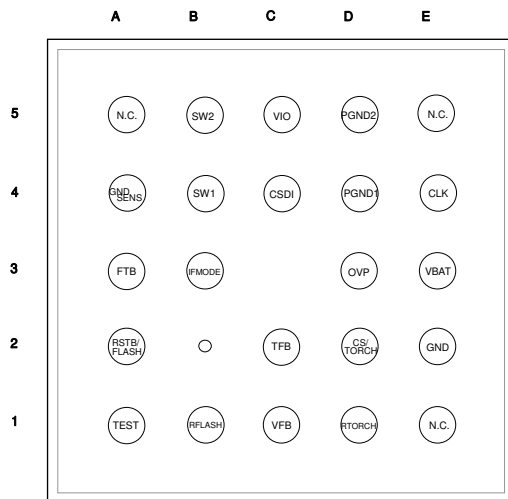 A B C D E
5 N.C. SW2 VIO PGND2 N.C.
4 GND SENS SW1 CSDI PGND1 CLK
3 FTB IFMODE OVP VBAT
2 RSTB/ FLASH TFB CS/ TORCH GND
1 TEST RFLASH VFB RTORCH N.C.